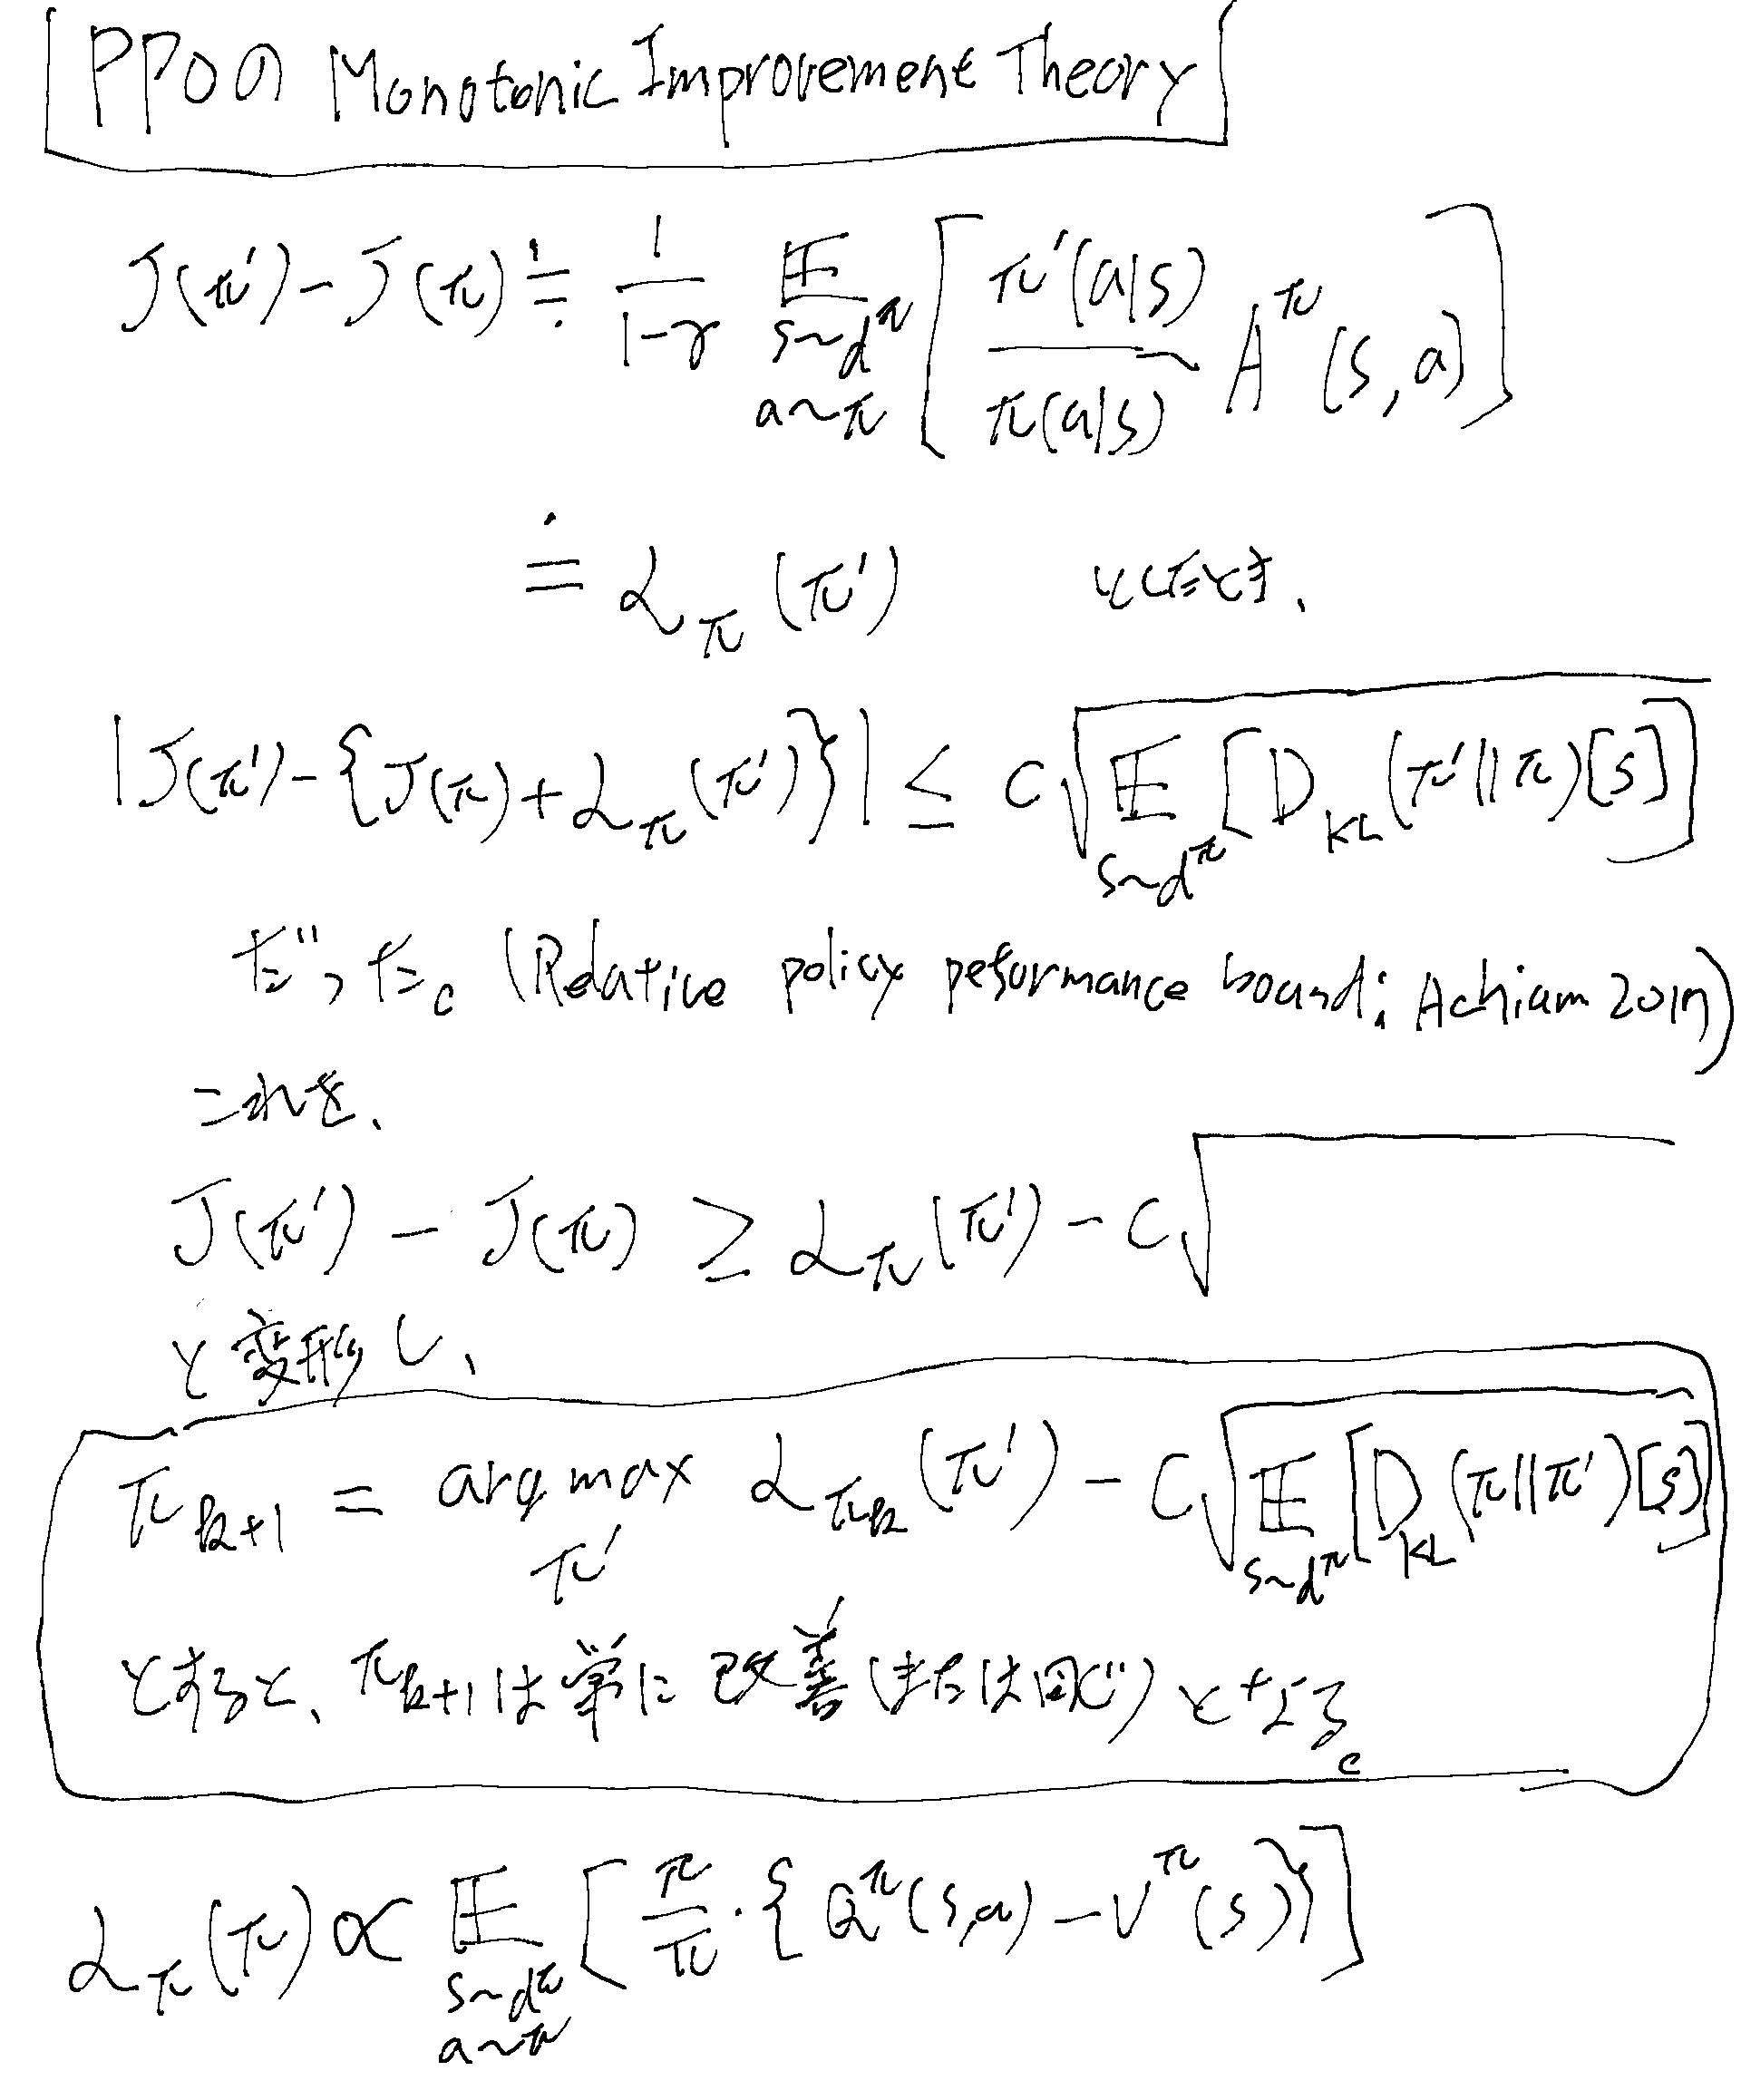 PPOの Monotonic Improvement Theory
J(π') - J(π) ≒ 1/(1-γ) E_{s~d^π, a~π} [ π'(a|s) / π(a|s) A^π (s, a) ]
≐ L_π (π') としたとき、
| J(π') - { J(π) + L_π (π') } | ≤ C √( E_{s~d^π} [ D_KL (π' || π) [s] ] )
だった。 (Relative policy peformance bound; Achiam 2017)
これを、
J(π') - J(π) ≥ L_π (π') - C √
と変形し、
π_{k+1} = arg max_{π'} L_{π_k} (π') - C √( E_{s~d^π} [ D_KL (π || π') [s] ] )
とすると、π_{k+1} は常に改善 (または同じ) となる。
L_π (π) ∝ E_{s~d^π, a~π} [ π/π · { Q^π (s,a) - V^π (s) } ]